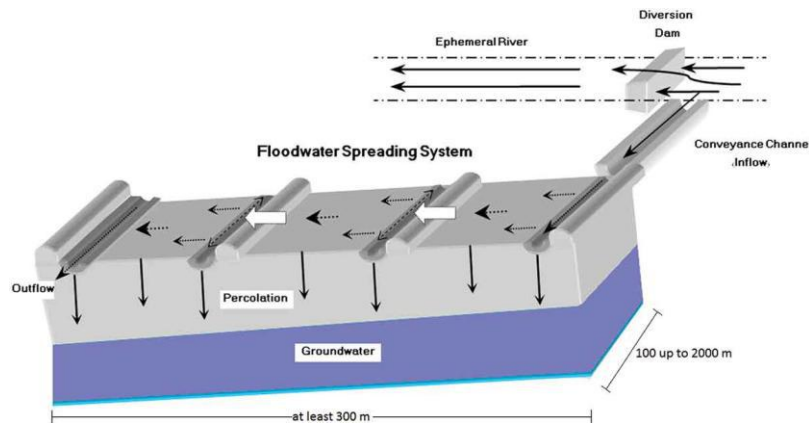 Diversion
Dam
Ephemeral River
Conveyance Channel
Inflow
Floodwater Spreading System
Outflow
Percolation
Groundwater
100 up to 2000 m
at least 300 m